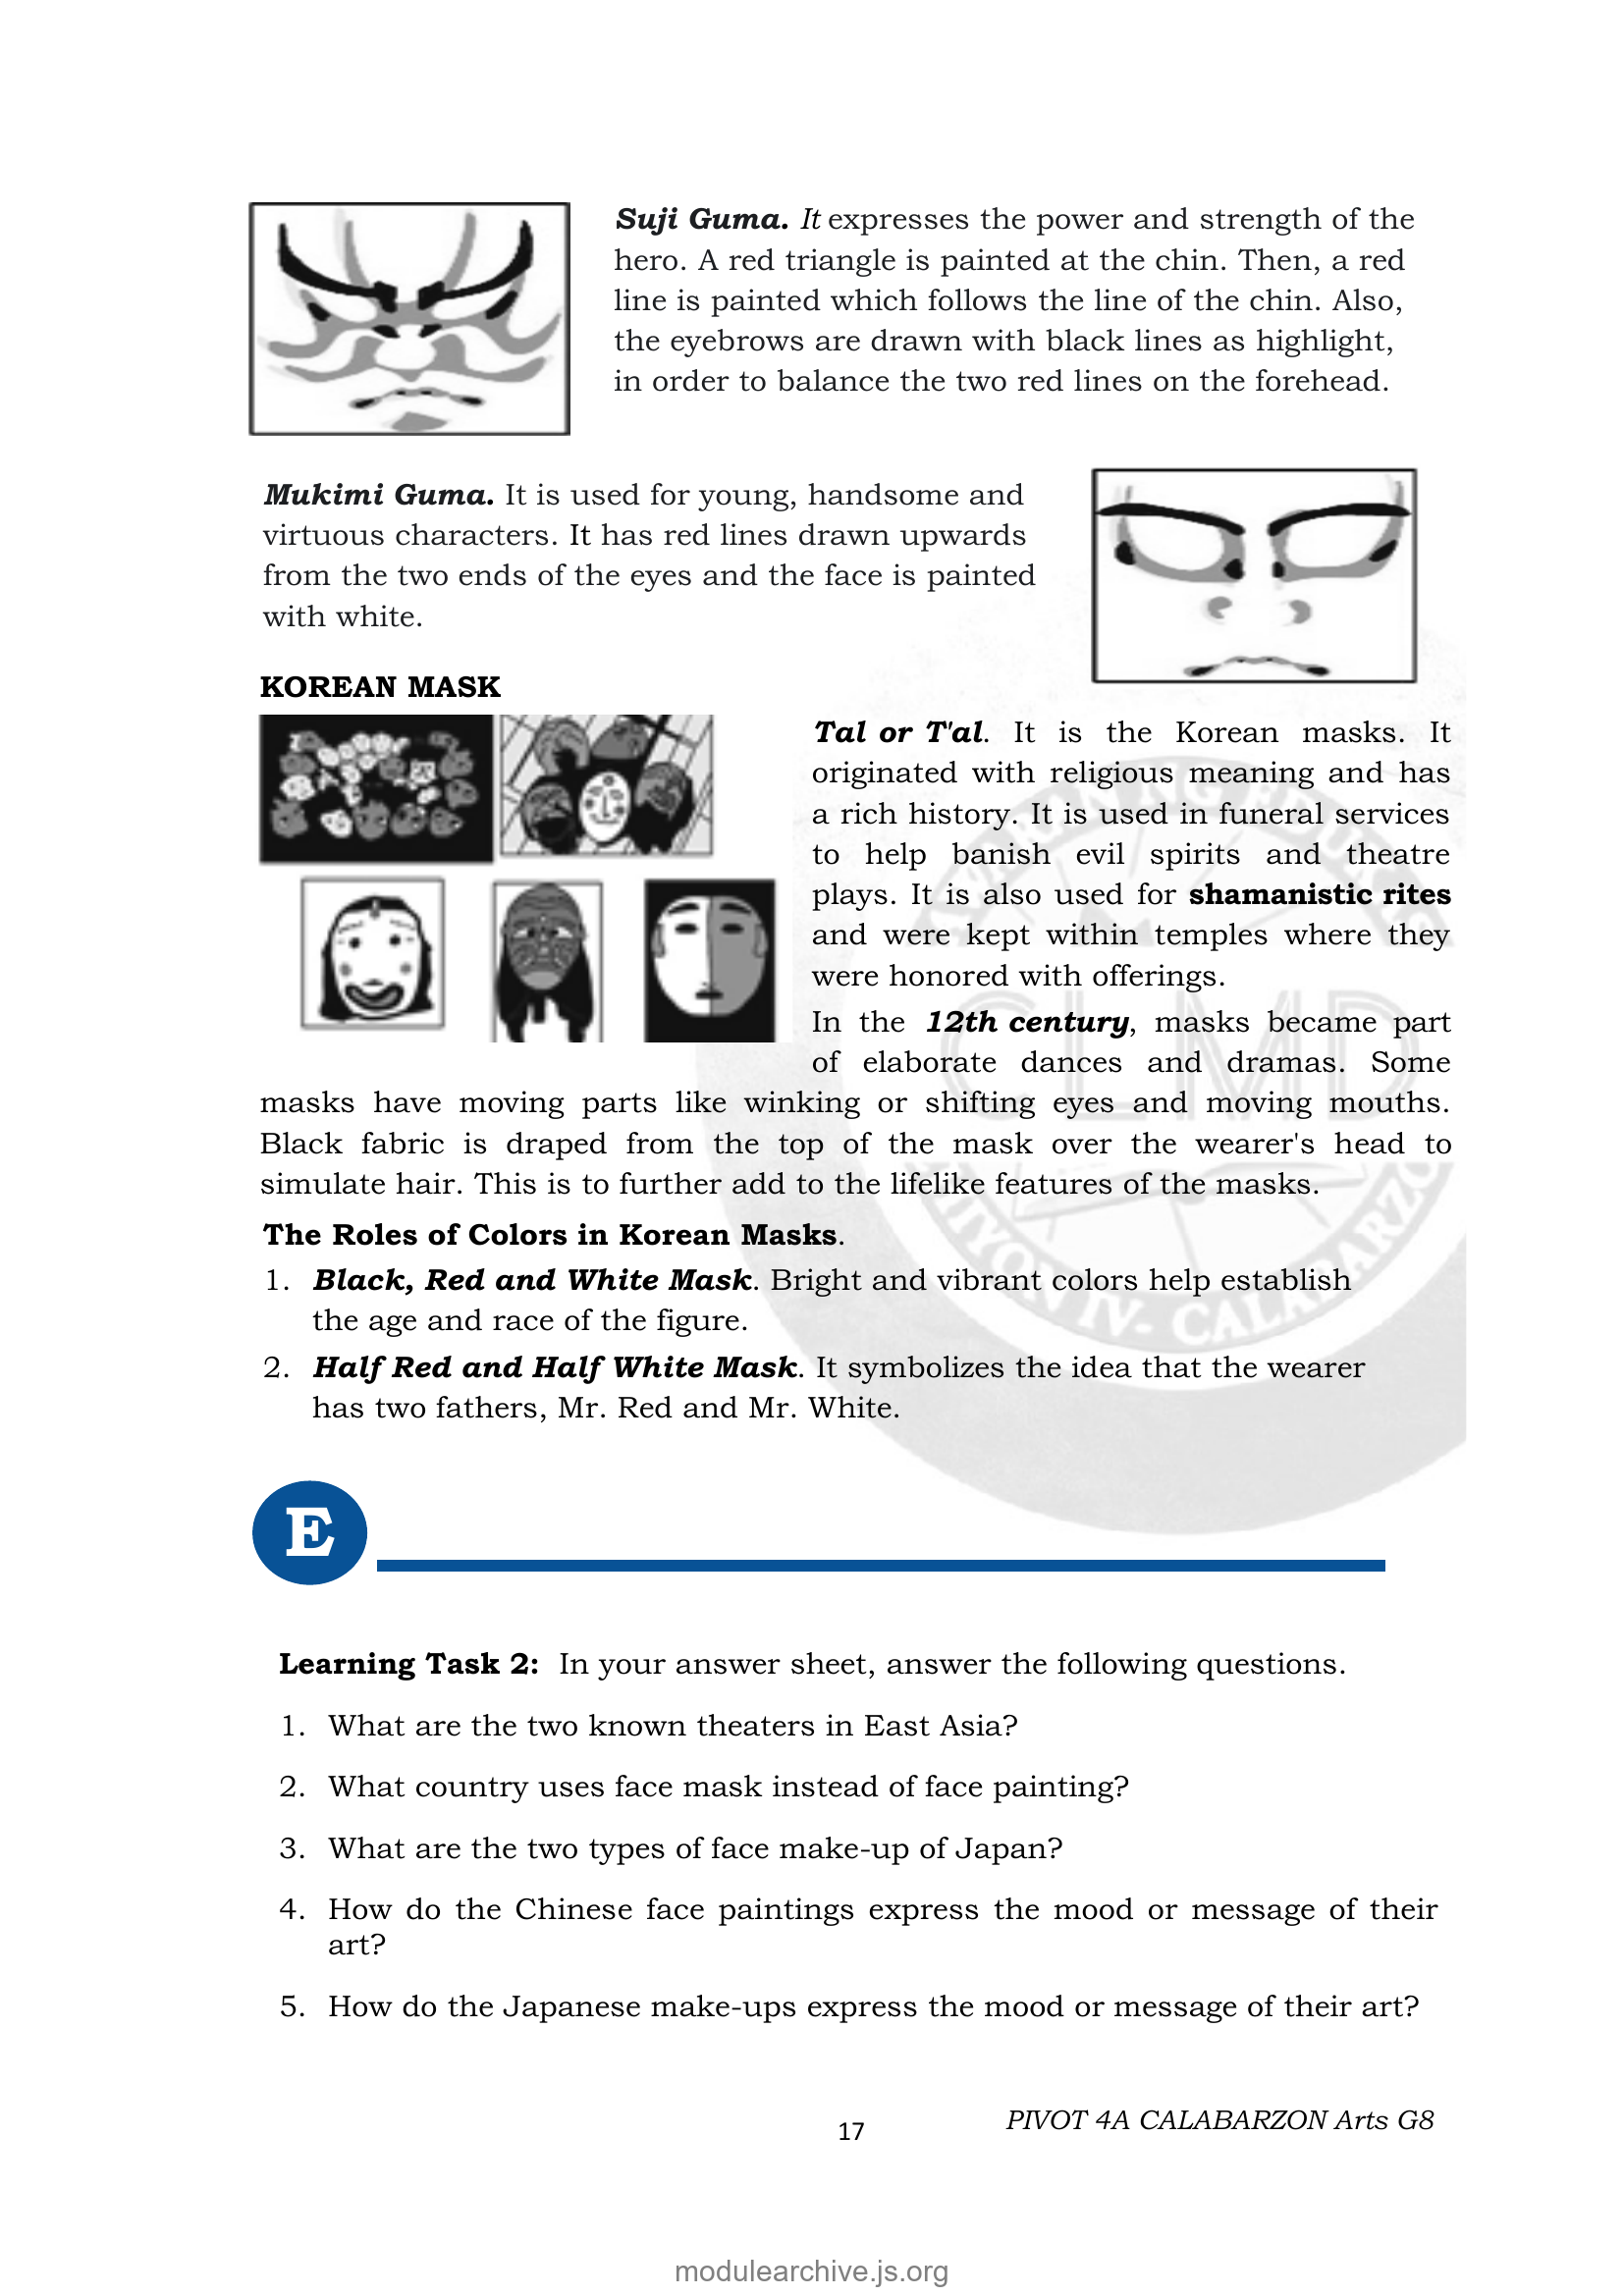 Suji Guma. It expresses the power and strength of the
hero. A red triangle is painted at the chin. Then, a red
line is painted which follows the line of the chin. Also,
the eyebrows are drawn with black lines as highlight,
in order to balance the two red lines on the forehead.
Mukimi Guma. It is used for young, handsome and
virtuous characters. It has red lines drawn upwards
from the two ends of the eyes and the face is painted
with white.
KOREAN MASK
Tal or T'al. It is the Korean masks. It
originated with religious meaning and has
a rich history. It is used in funeral services
to help banish evil spirits and theatre
plays. It is also used for shamanistic rites
and were kept within temples where they
were honored with offerings.
In the 12th century, masks became part
of elaborate dances and dramas. Some
masks have moving parts like winking or shifting eyes and moving mouths.
Black fabric is draped from the top of the mask over the wearer's head to
simulate hair. This is to further add to the lifelike features of the masks.
The Roles of Colors in Korean Masks.
1. Black, Red and White Mask. Bright and vibrant colors help establish
the age and race of the figure.
2. Half Red and Half White Mask. It symbolizes the idea that the wearer
has two fathers, Mr. Red and Mr. White.
CLMD
IV- CALABARZO
E
Learning Task 2: In your answer sheet, answer the following questions.
1. What are the two known theaters in East Asia?
2. What country uses face mask instead of face painting?
3. What are the two types of face make-up of Japan?
4. How do the Chinese face paintings express the mood or message of their
art?
5. How do the Japanese make-ups express the mood or message of their art?
17
PIVOT 4A CALABARZON Arts G8
modulearchive.js.org